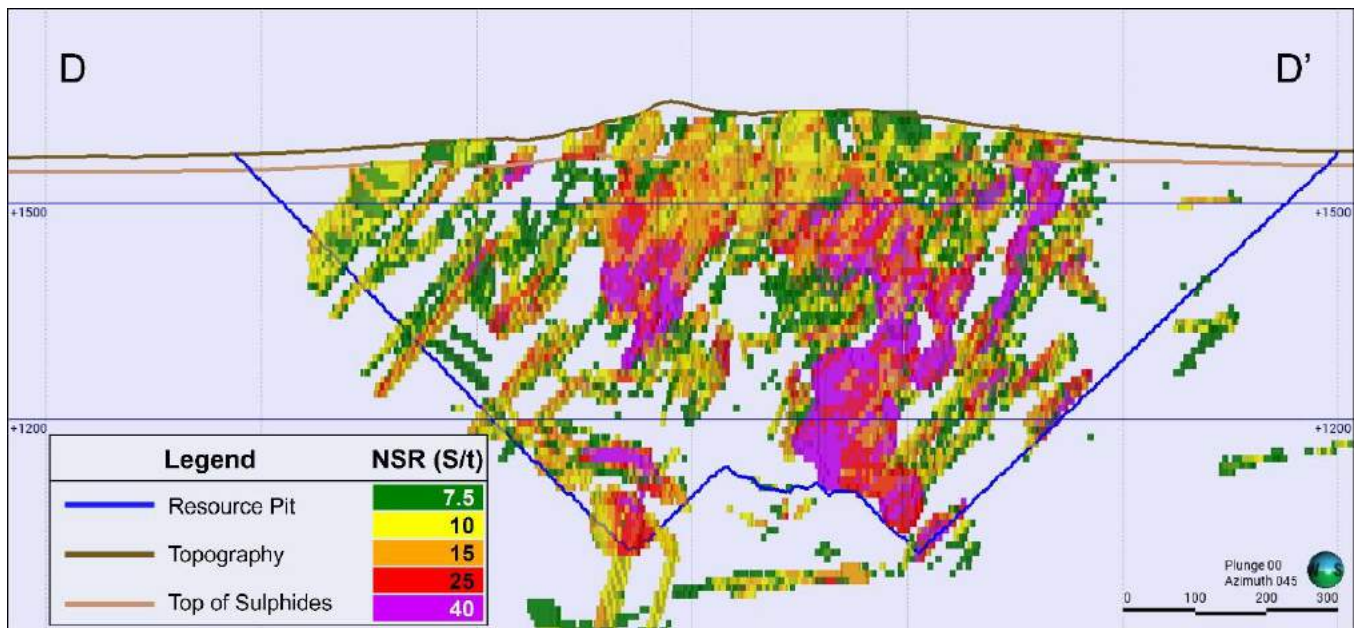 D D’
+1500 +1500
+1200 +1200
Legend NSR (S/t)
Resource Pit
Topography
Top of Sulphides
7.5
10
15
25
40
Plunge 00
Azimuth 045
0 100 200 300